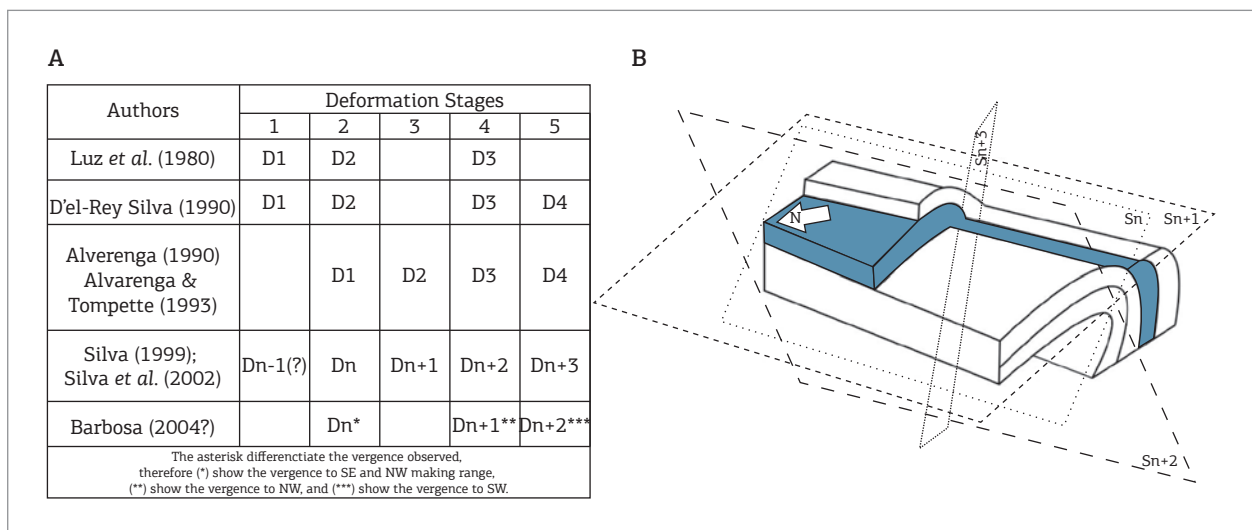 A
B
Authors
Deformation Stages
1 2 3 4 5
Luz et al. (1980) D1 D2 D3
D'el-Rey Silva (1990) D1 D2 D3 D4
Alverenga (1990)
Alvarenga &
Tompette (1993)
D1 D2 D3 D4
Silva (1999);
Silva et al. (2002)
Dn-1(?) Dn Dn+1 Dn+2 Dn+3
Barbosa (2004?) Dn* Dn+1** Dn+2***
The asterisk differenctiate the vergence observed,
therefore (*) show the vergence to SE and NW making range,
(**) show the vergence to NW, and (***) show the vergence to SW.
Sn+3
N
Sn
Sn+1
Sn+2